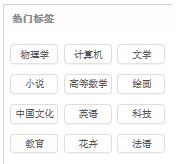 热门标签
物理学 计算机 文学
小说 高等数学 绘画
中国文化 英语 科技
教育 花卉 法语